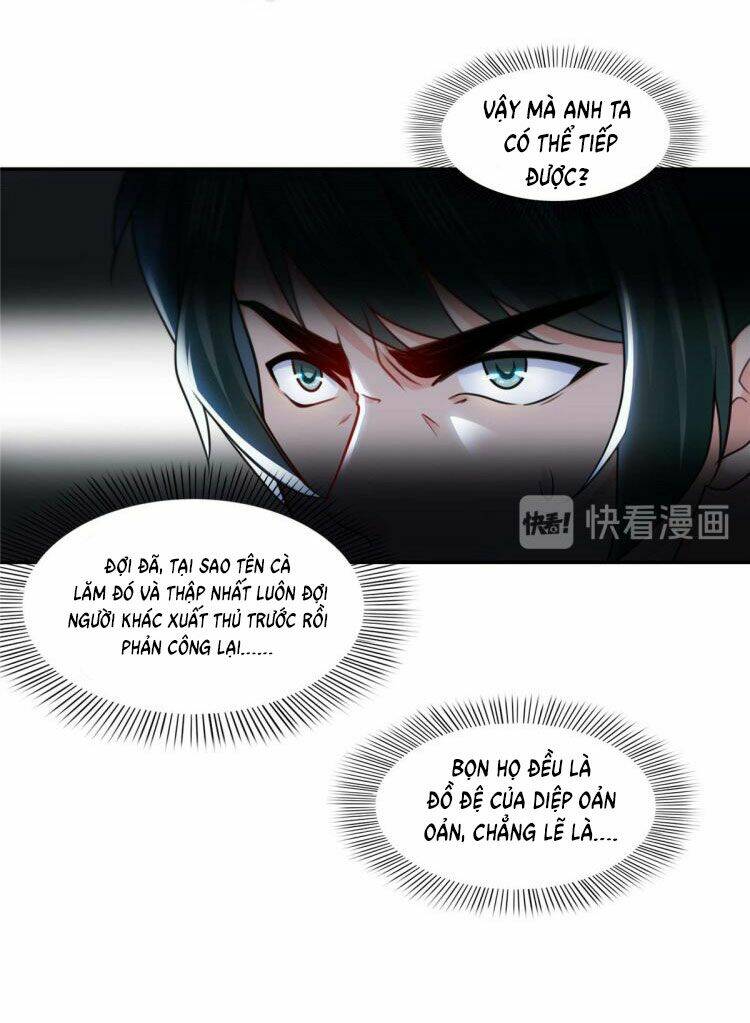 VẬY MÀ ANH TA
CÓ THỂ TIẾP
ĐƯỢC?
快看!
快看漫画
ĐỢI ĐÃ, TẠI SAO TÊN CÀ
LĂM ĐÓ VÀ THẬP NHẤT LUÔN ĐỢI
NGƯỜI KHÁC XUẤT THỦ TRƯỚC RỒI
PHẢN CÔNG LẠI......
BỌN HỌ ĐỀU LÀ
ĐỒ ĐỆ CỦA DIỆP OẢN
OẢN, CHẲNG LẼ LÀ....